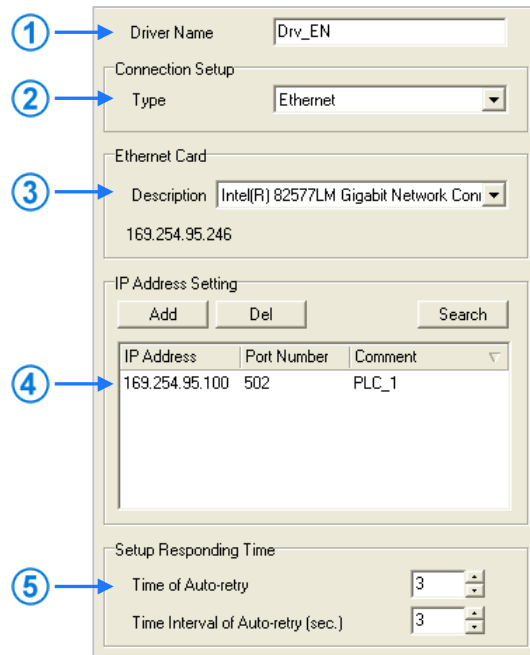 1 Driver Name Drv_EN
Connection Setup
2 Type Ethernet
Ethernet Card
3 Description Intel(R) 82577LM Gigabit Network
169.254.95.246
IP Address Setting
Add Del Search
IP Address Port Number Comment
4 169.254.95.100 502 PLC_1
Setup Responding Time
5 Time of Auto-retry 3
Time Interval of Auto-retry (sec.) 3